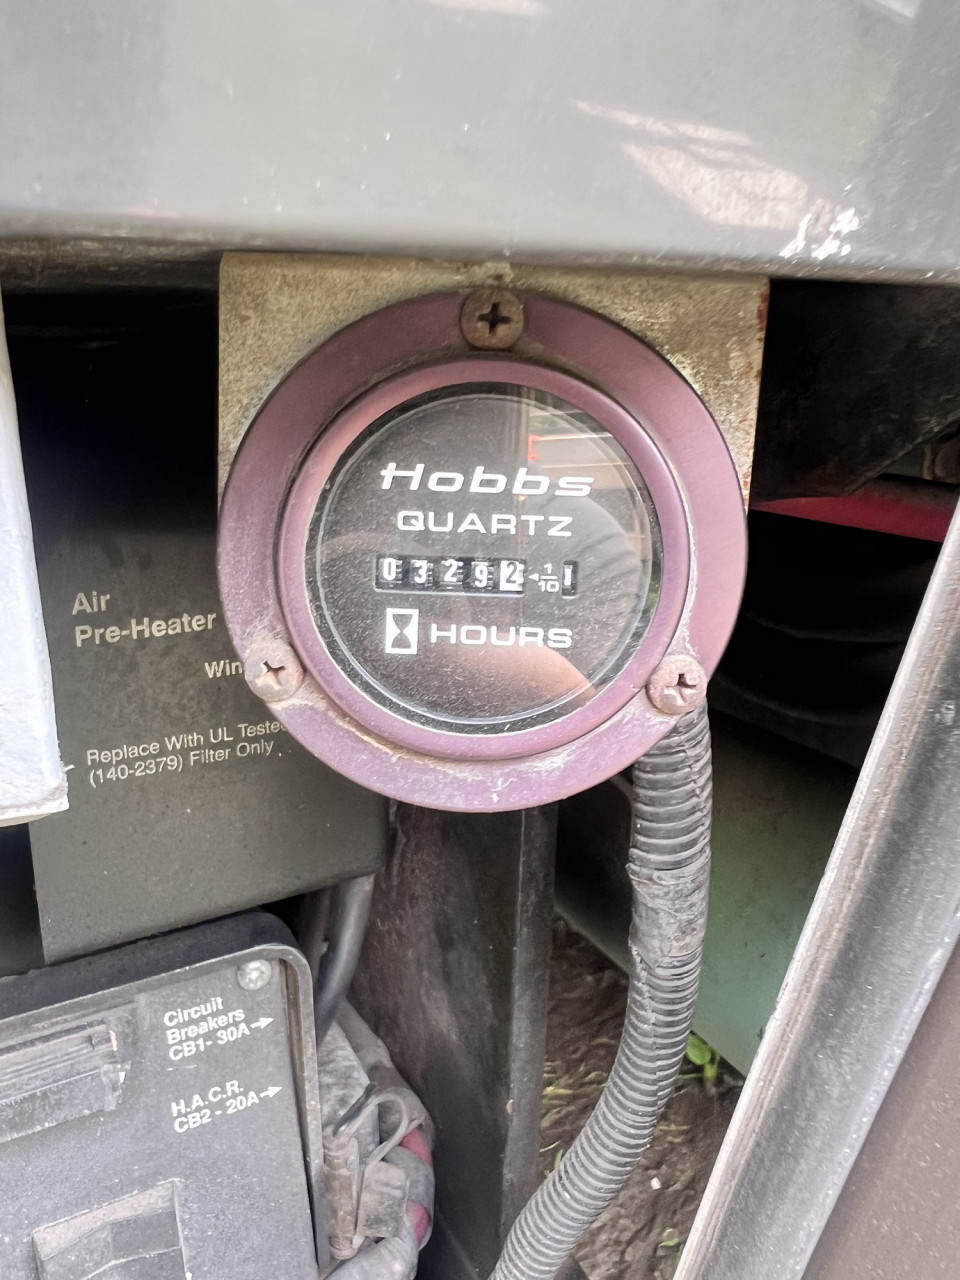 Hobbs
QUARTZ
0 3 2 9 2 ◄ 1/10
HOURS
Air
Pre-Heater
Replace With UL Teste
(140-2379) Filter Only
Circuit
Breakers
CB1- 30A→
H.A.C.R.
CB2 - 20A→